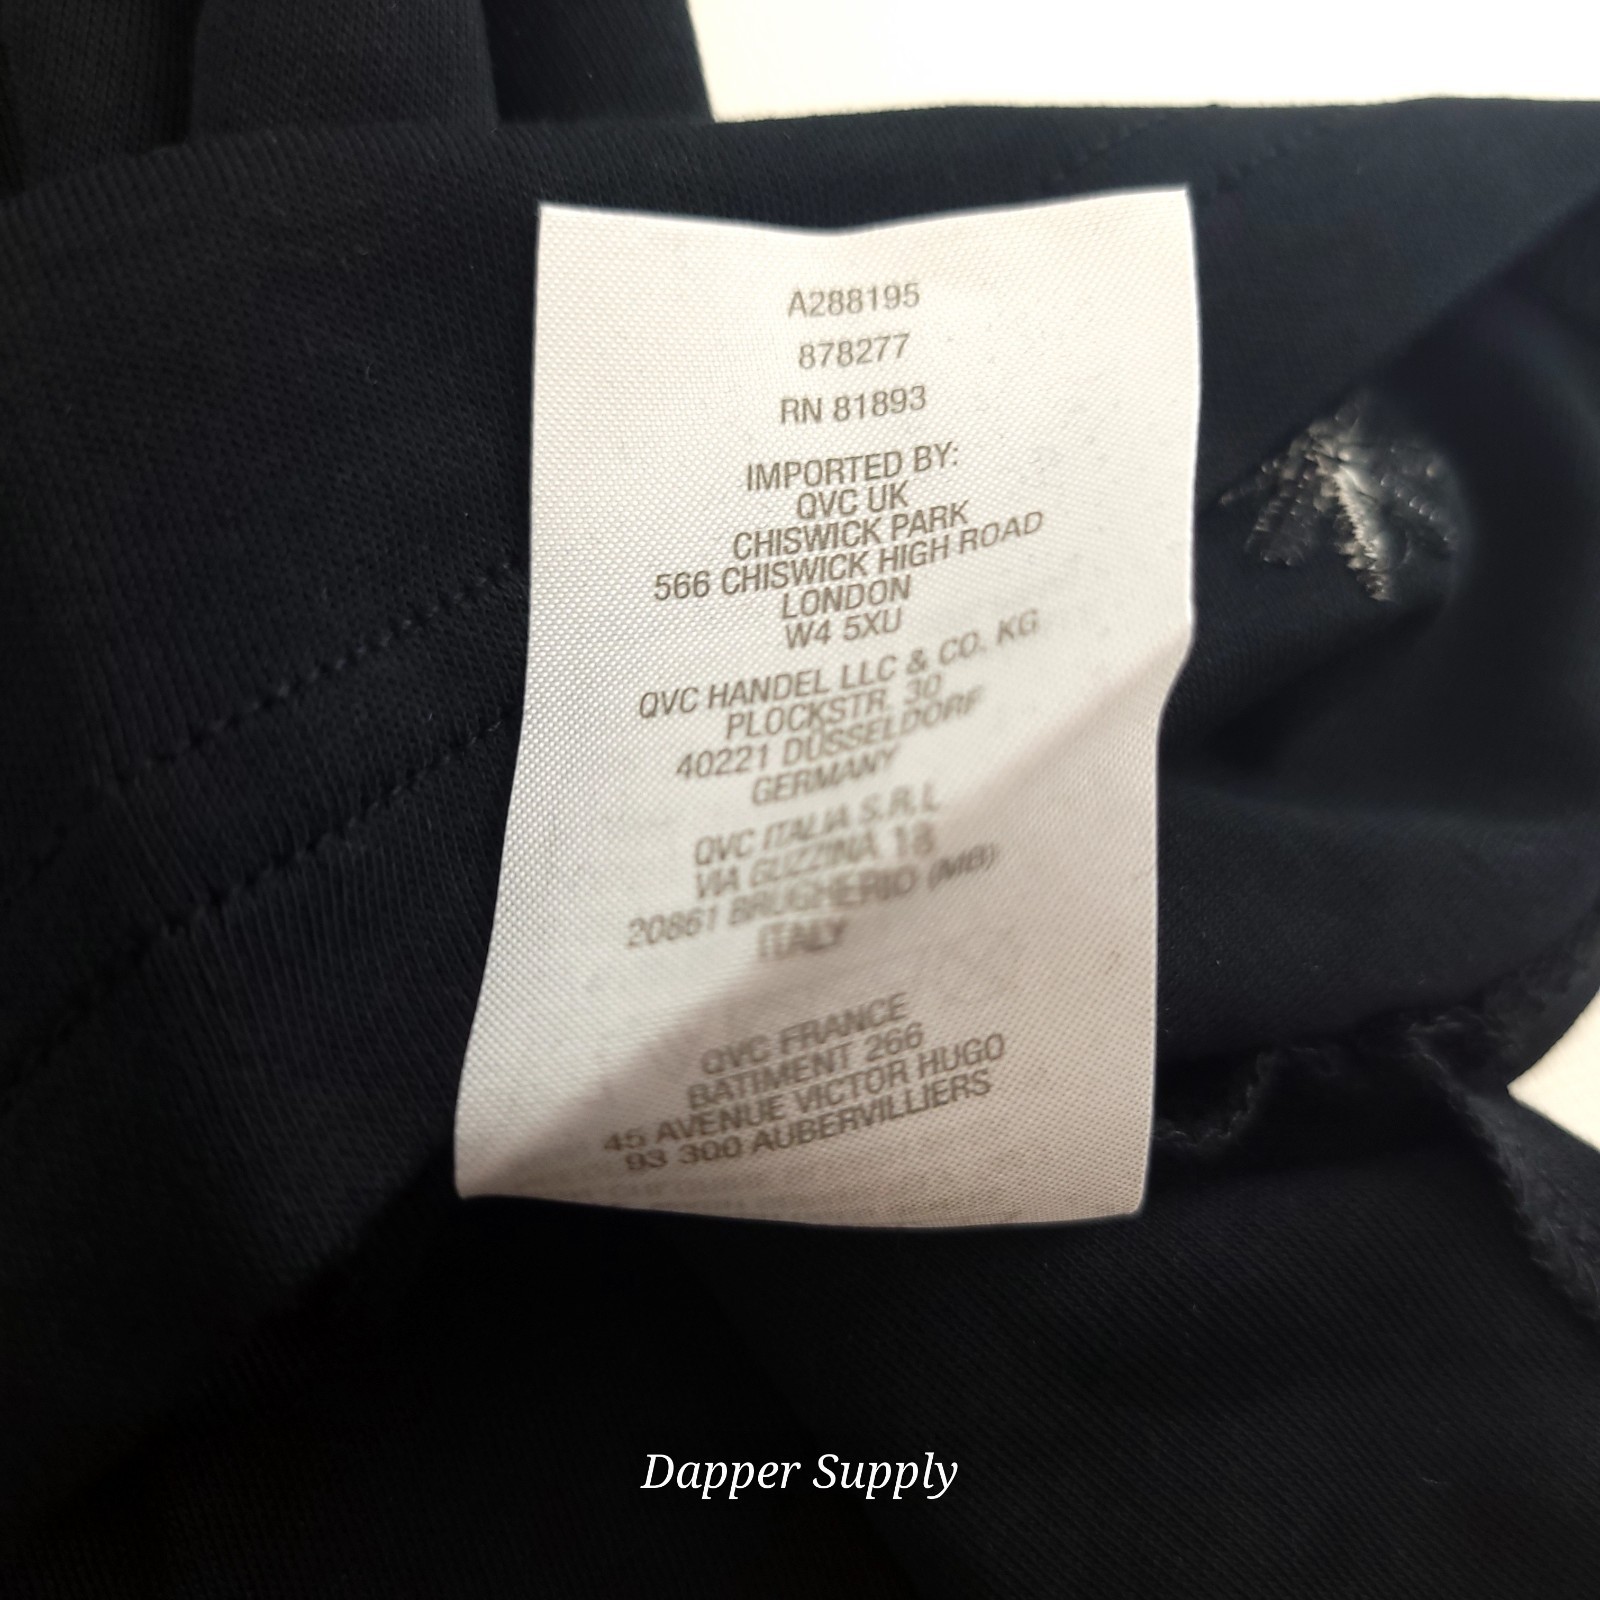 A288195
878277
RN 81893
IMPORTED BY:
QVC UK
CHISWICK PARK
566 CHISWICK HIGH ROAD
LONDON
W4 5XU
QVC HANDEL LLC & CO. KG
PLOCKSTR. 30
40221 DUSSELDORF
GERMANY
QVC ITALIA S.R.L
VIA GUZZINA 18
20861 BRUGHERIO (MB)
ITALY
QVC FRANCE
BATIMENT 266
45 AVENUE VICTOR HUGO
93 300 AUBERVILLIERS
Dapper Supply